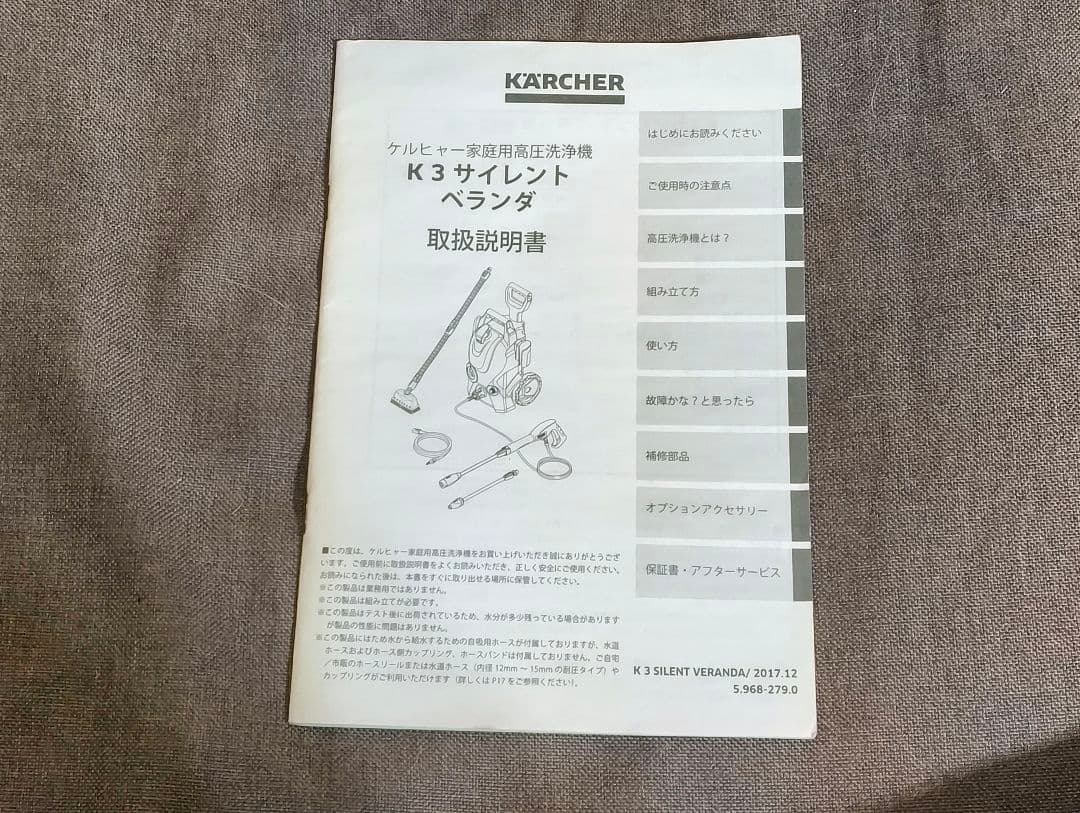 KÄRCHER
ケルヒャー家庭用高圧洗浄機
K 3 サイレント
ベランダ
取扱説明書
はじめにお読みください
ご使用時の注意点
高圧洗浄機とは？
組み立て方
使い方
故障かな？と思ったら
補修部品
オプションアクセサリー
保証書・アフターサービス
■この度は、ケルヒャー家庭用高圧洗浄機をお買い上げいただき誠にありがとうござ
います。ご使用前に取扱説明書をよくお読みいただき、正しく安全にご使用ください。
お読みになられた後は、本書をすぐに取り出せる場所に保管してください。
※この製品は業務用ではありません。
※この製品は組み立てが必要です。
※この製品はテスト後に出荷されているため、水分が多少残っている場合があります
が製品の性能に問題はありません。
※この製品にはため水から給水するための自吸用ホースが付属しておりますが、水道
ホースおよびホース側カップリング、ホースバンドは付属しておりません。ご自宅
／市販のホースリールまたは水道ホース（内径12mm～15mmの耐圧タイプ）や
カップリングがご利用いただけます（詳しくはP17をご参照ください）。
K 3 SILENT VERANDA/ 2017.12
5.968-279.0